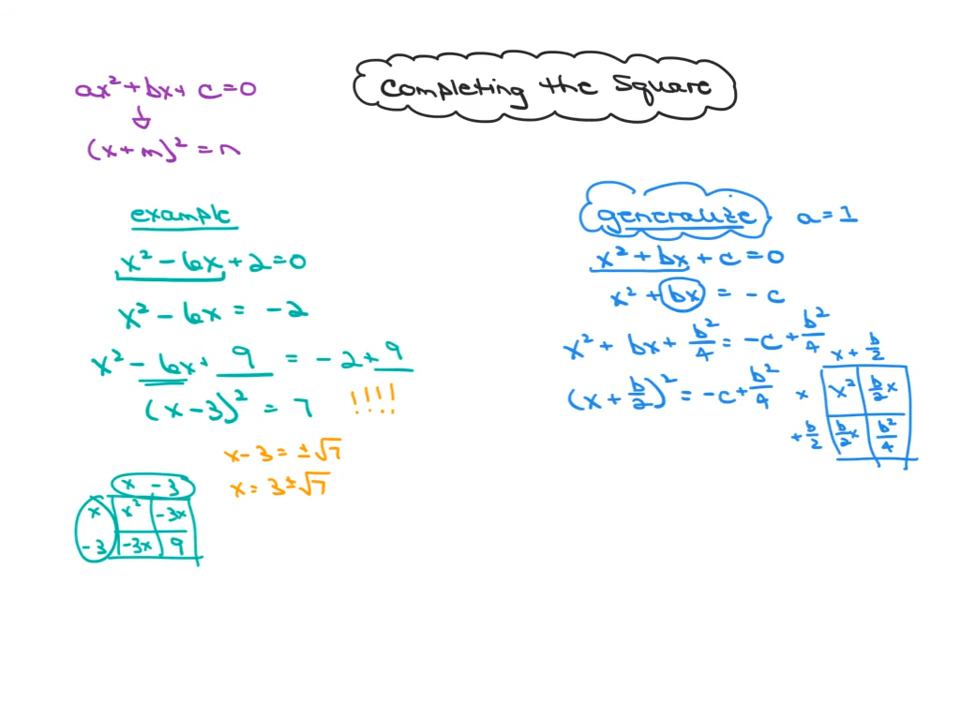 Completing the Square
ax² + bx + c = 0
↓
(x + m)² = n
example
x² - 6x + 2 = 0
x² - 6x = -2
x² - 6x + 9 = -2 + 9
(x - 3)² = 7 !!!!
x - 3 = ±√7
x = 3 ± √7
x -3
x x² -3x
-3 -3x 9
generalize a = 1
x² + bx + c = 0
x² + bx = -c
x² + bx + b²/4 = -c + b²/4
(x + b/2)² = -c + b²/4
x + b/2
x x² b/2 x
+ b/2 b/2 x b²/4